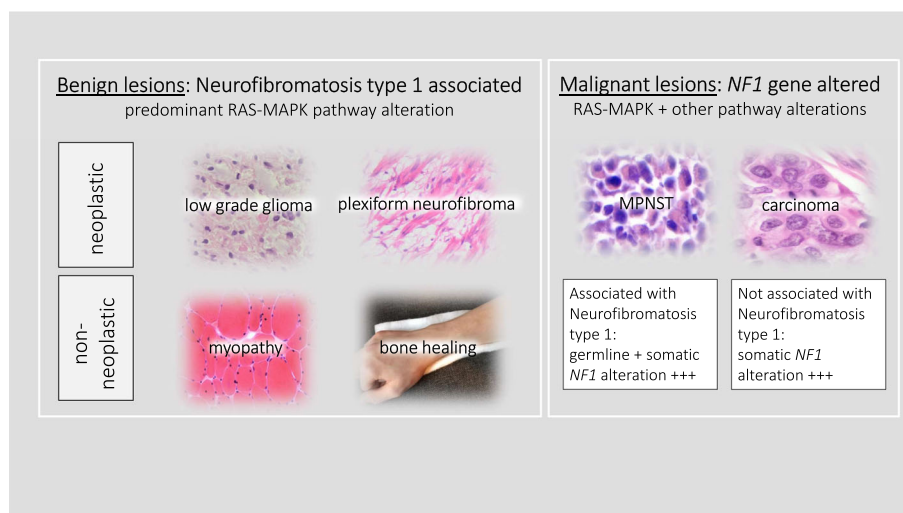 Benign lesions: Neurofibromatosis type 1 associated
predominant RAS-MAPK pathway alteration
neoplastic
low grade glioma
plexiform neurofibroma
non-
neoplastic
myopathy
bone healing
Malignant lesions: NF1 gene altered
RAS-MAPK + other pathway alterations
MPNST
carcinoma
Associated with
Neurofibromatosis
type 1:
germline + somatic
NF1 alteration +++
Not associated with
Neurofibromatosis
type 1:
somatic NF1
alteration +++